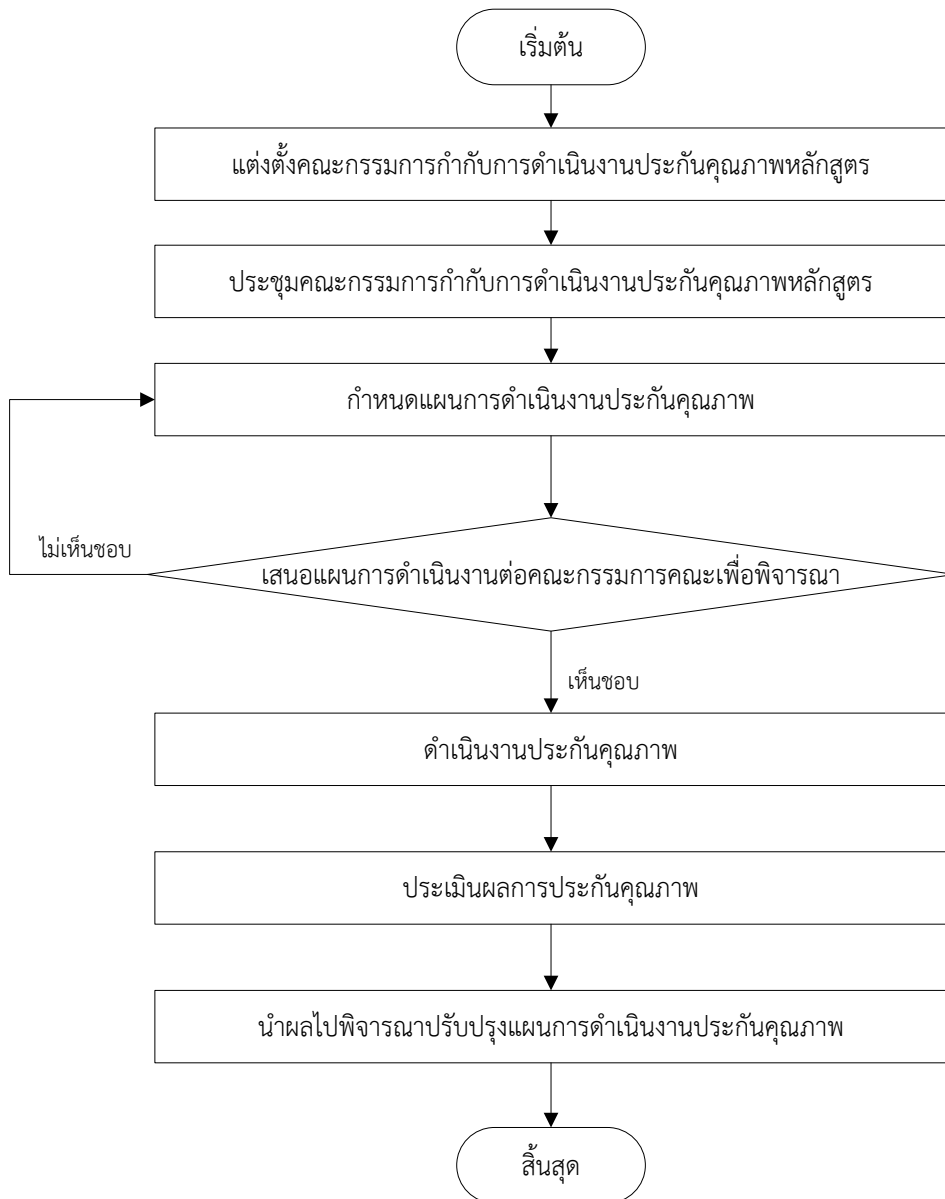 เริ่มต้น
แต่งตั้งคณะกรรมการกำกับการดำเนินงานประกันคุณภาพหลักสูตร
ประชุมคณะกรรมการกำกับการดำเนินงานประกันคุณภาพหลักสูตร
กำหนดแผนการดำเนินงานประกันคุณภาพ
ไม่เห็นชอบ
เสนอแผนการดำเนินงานต่อคณะกรรมการคณะเพื่อพิจารณา
เห็นชอบ
ดำเนินงานประกันคุณภาพ
ประเมินผลการประกันคุณภาพ
นำผลไปพิจารณาปรับปรุงแผนการดำเนินงานประกันคุณภาพ
สิ้นสุด